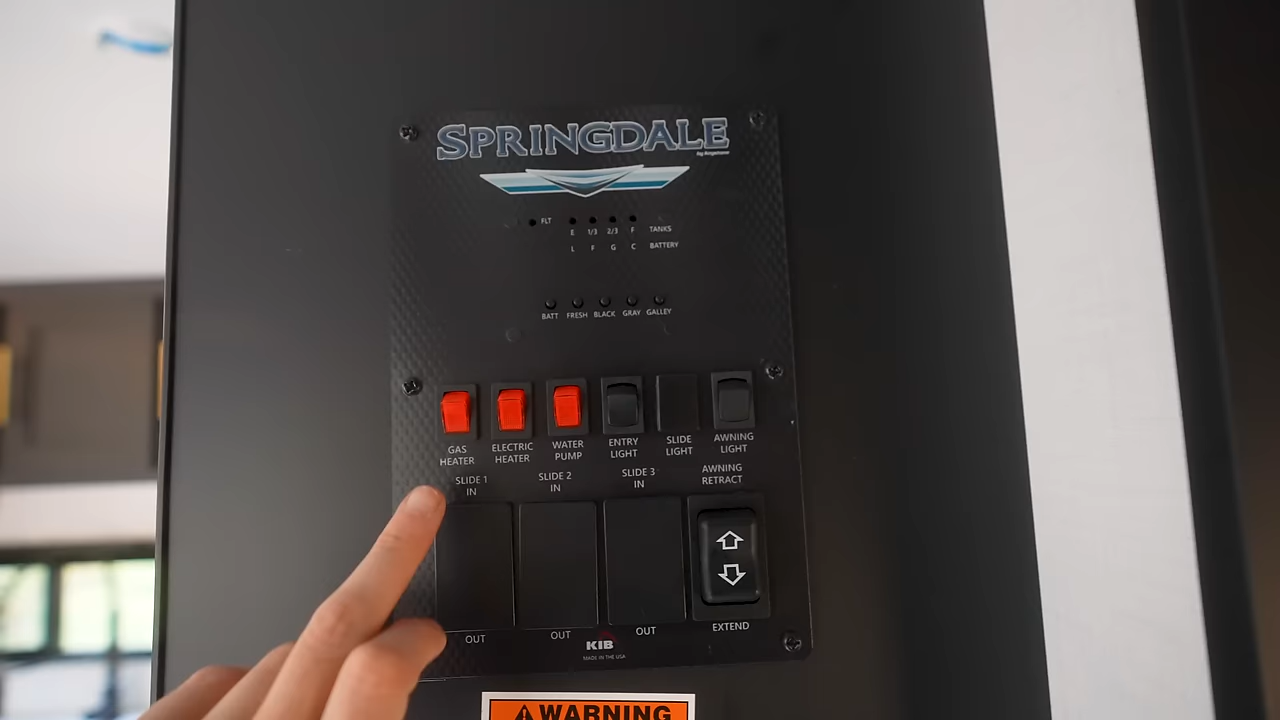 SPRINGDALE
by Keystone
FLT
E 1/3 2/3 F TANKS
L F G C BATTERY
BATT FRESH BLACK GRAY GALLEY
GAS HEATER
ELECTRIC HEATER
WATER PUMP
ENTRY LIGHT
SLIDE LIGHT
AWNING LIGHT
SLIDE 1 IN
SLIDE 2 IN
SLIDE 3 IN
AWNING RETRACT
OUT
OUT
OUT
EXTEND
KIB
MADE IN THE USA
WARNING